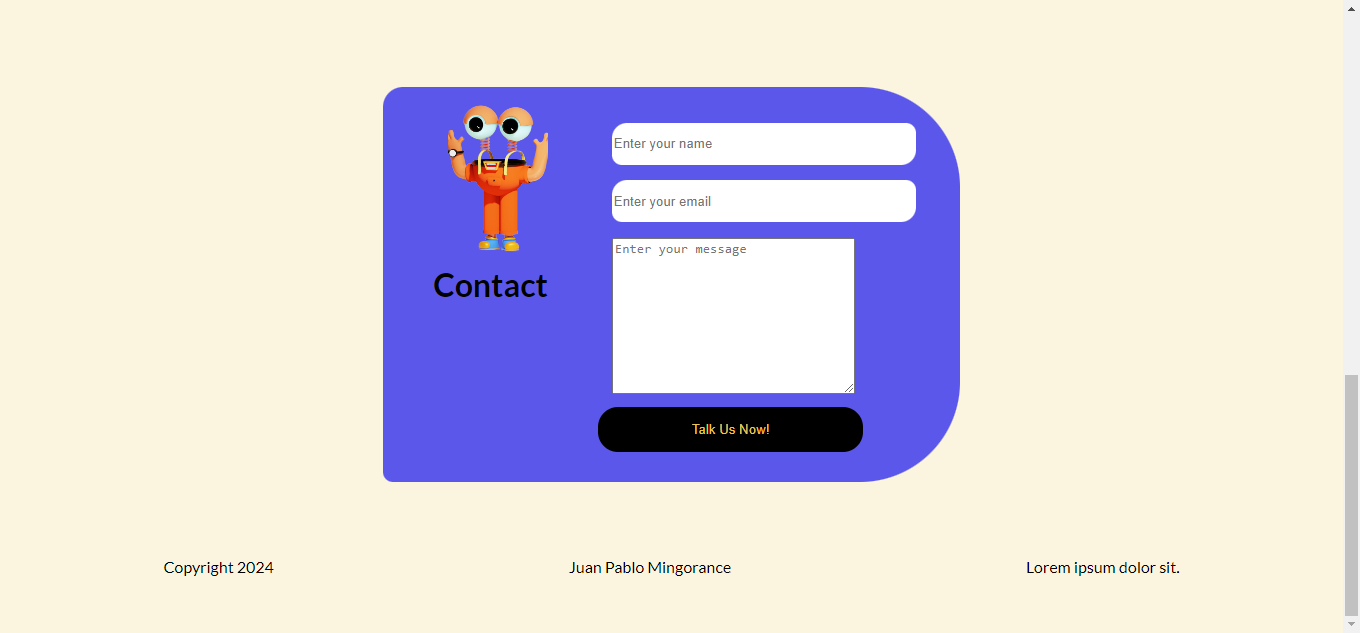 Enter your name
Enter your email
Enter your message
Contact
Talk Us Now!
Copyright 2024
Juan Pablo Mingorance
Lorem ipsum dolor sit.